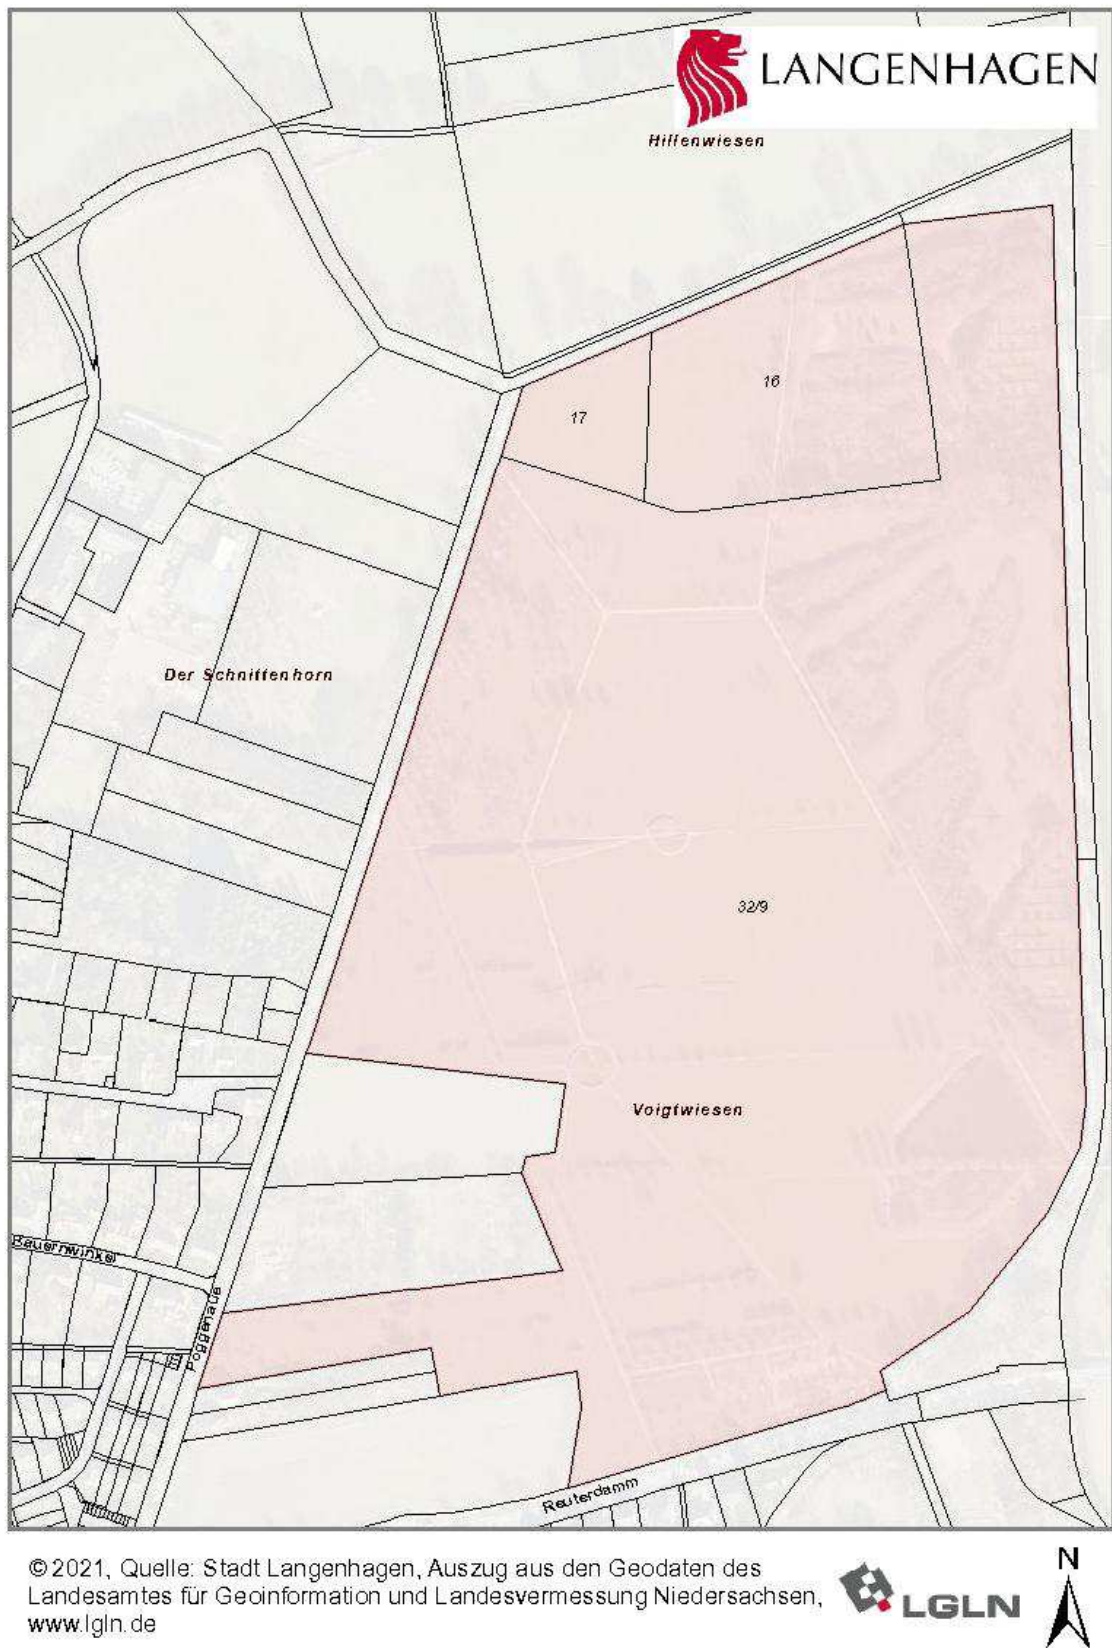 LANGENHAGEN
Hiffenwiesen
16
17
Der Schnittenhorn
32/9
Voigtwiesen
Bauernwinkel
Poggenaue
Reuterdamm
©2021, Quelle: Stadt Langenhagen, Auszug aus den Geodaten des
Landesamtes für Geoinformation und Landesvermessung Niedersachsen,
www.lgln.de
LGLN
N